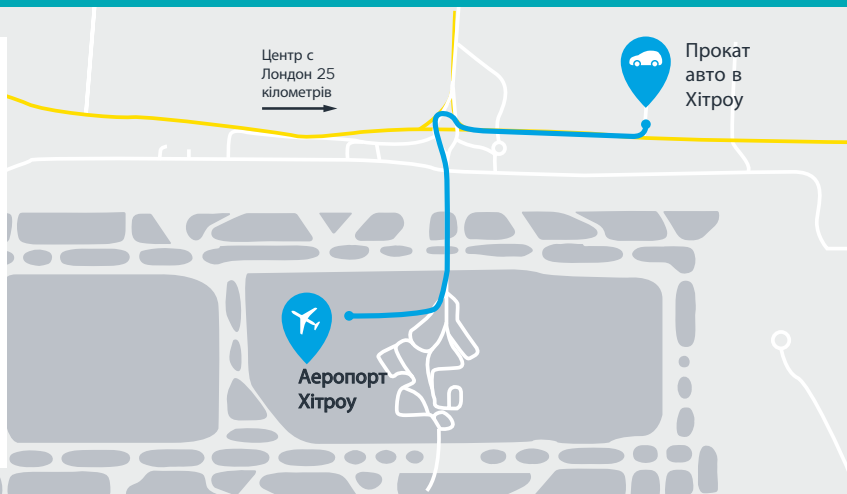 Центр с
Лондон 25
кілометрів
Прокат
авто в
Хітроу
Аеропорт
Хітроу